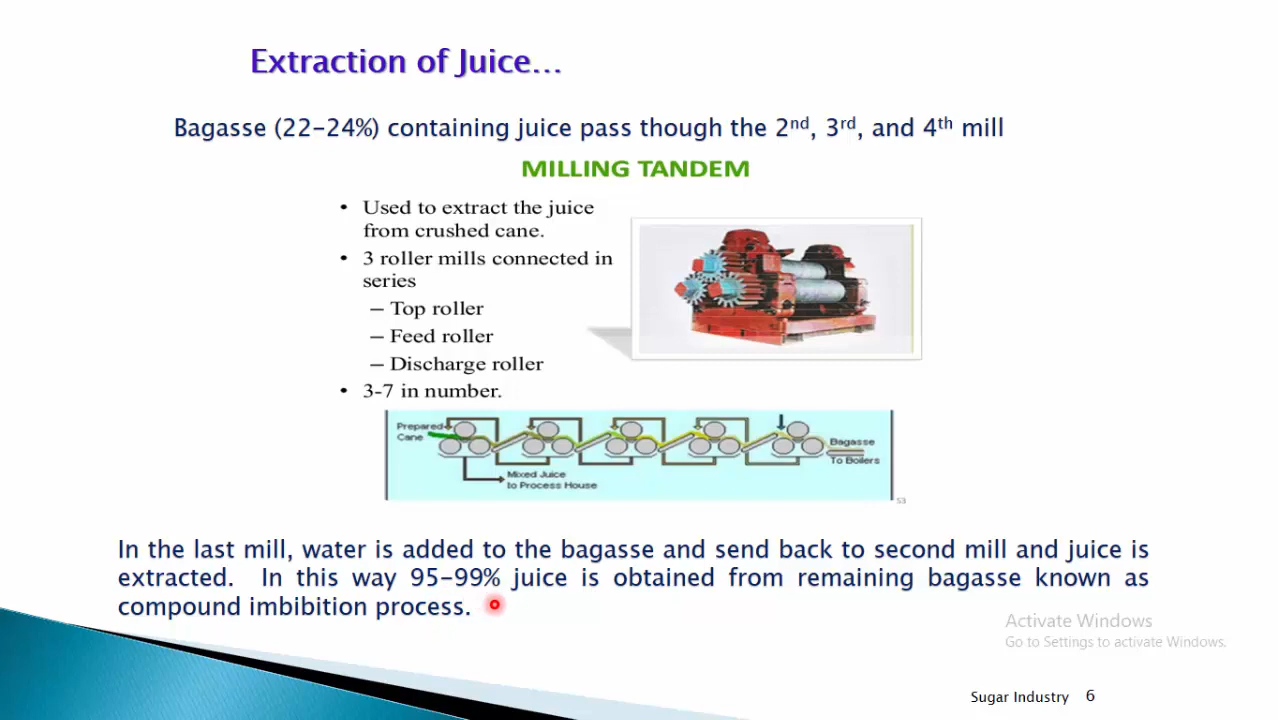 Extraction of Juice...
Bagasse (22-24%) containing juice pass though the 2nd, 3rd, and 4th mill
MILLING TANDEM
• Used to extract the juice
from crushed cane.
• 3 roller mills connected in
series
– Top roller
– Feed roller
– Discharge roller
• 3-7 in number.
Prepared
Cane
Mixed Juice
to Process House
Bagasse
To Boilers
53
In the last mill, water is added to the bagasse and send back to second mill and juice is
extracted. In this way 95-99% juice is obtained from remaining bagasse known as
compound imbibition process.
Activate Windows
Go to Settings to activate Windows.
Sugar Industry 6